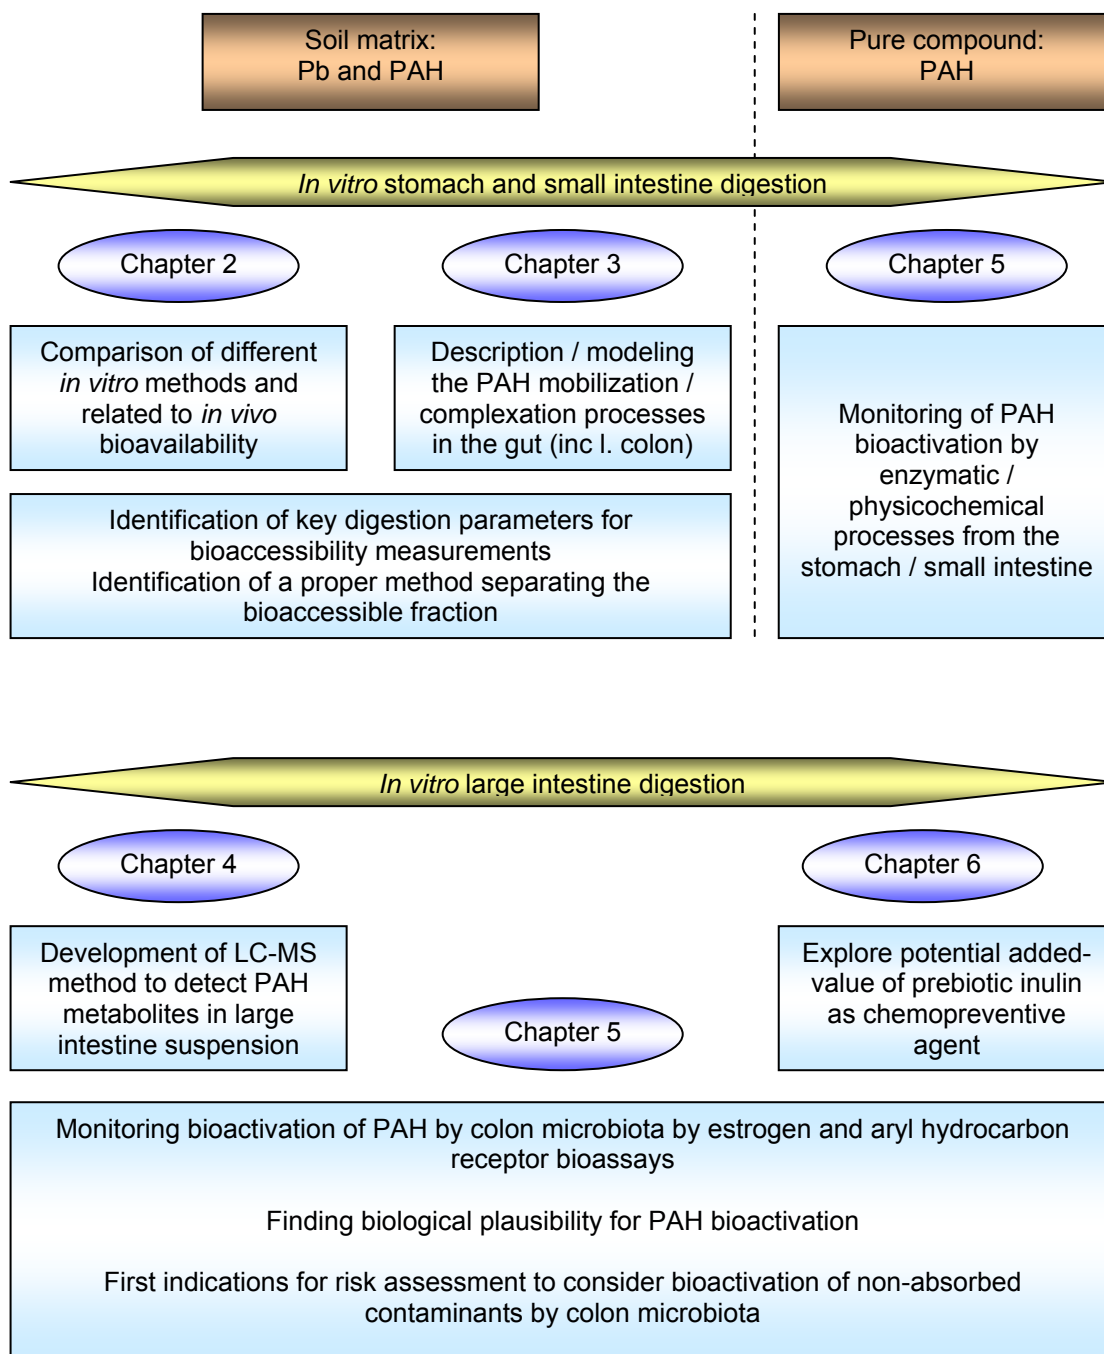 Soil matrix:
Pb and PAH
Pure compound:
PAH
In vitro stomach and small intestine digestion
Chapter 2
Chapter 3
Chapter 5
Comparison of different
in vitro methods and
related to in vivo
bioavailability
Description / modeling
the PAH mobilization /
complexation processes
in the gut (inc l. colon)
Monitoring of PAH
bioactivation by
enzymatic /
physicochemical
processes from the
stomach / small intestine
Identification of key digestion parameters for
bioaccessibility measurements
Identification of a proper method separating the
bioaccessible fraction
In vitro large intestine digestion
Chapter 4
Chapter 6
Development of LC-MS
method to detect PAH
metabolites in large
intestine suspension
Chapter 5
Explore potential added-
value of prebiotic inulin
as chemopreventive
agent
Monitoring bioactivation of PAH by colon microbiota by estrogen and aryl hydrocarbon
receptor bioassays
Finding biological plausibility for PAH bioactivation
First indications for risk assessment to consider bioactivation of non-absorbed
contaminants by colon microbiota